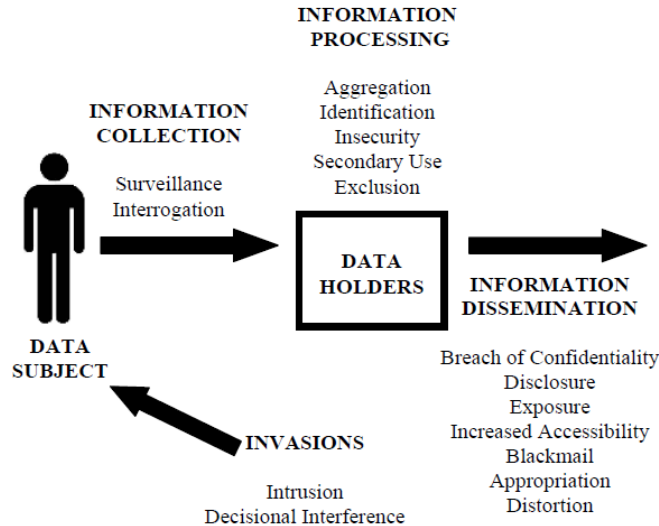 INFORMATION
PROCESSING
Aggregation
Identification
Insecurity
Secondary Use
Exclusion
INFORMATION
COLLECTION
Surveillance
Interrogation
DATA
HOLDERS
INFORMATION
DISSEMINATION
Breach of Confidentiality
Disclosure
Exposure
Increased Accessibility
Blackmail
Appropriation
Distortion
DATA
SUBJECT
INVASIONS
Intrusion
Decisional Interference